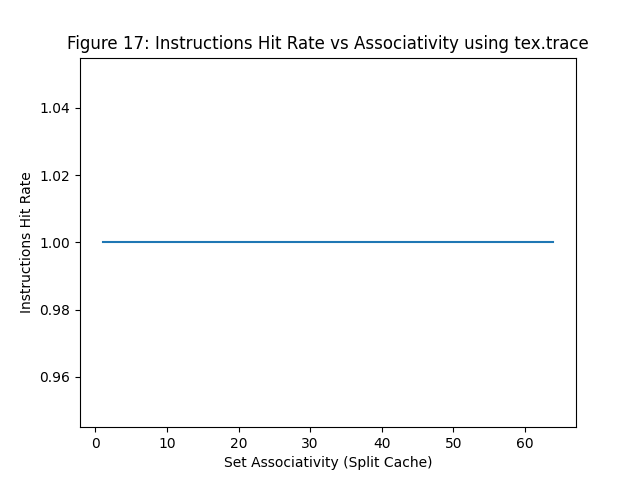 Figure 17: Instructions Hit Rate vs Associativity using tex.trace
1.04
1.02
1.00
0.98
0.96
Instructions Hit Rate
0 10 20 30 40 50 60
Set Associativity (Split Cache)